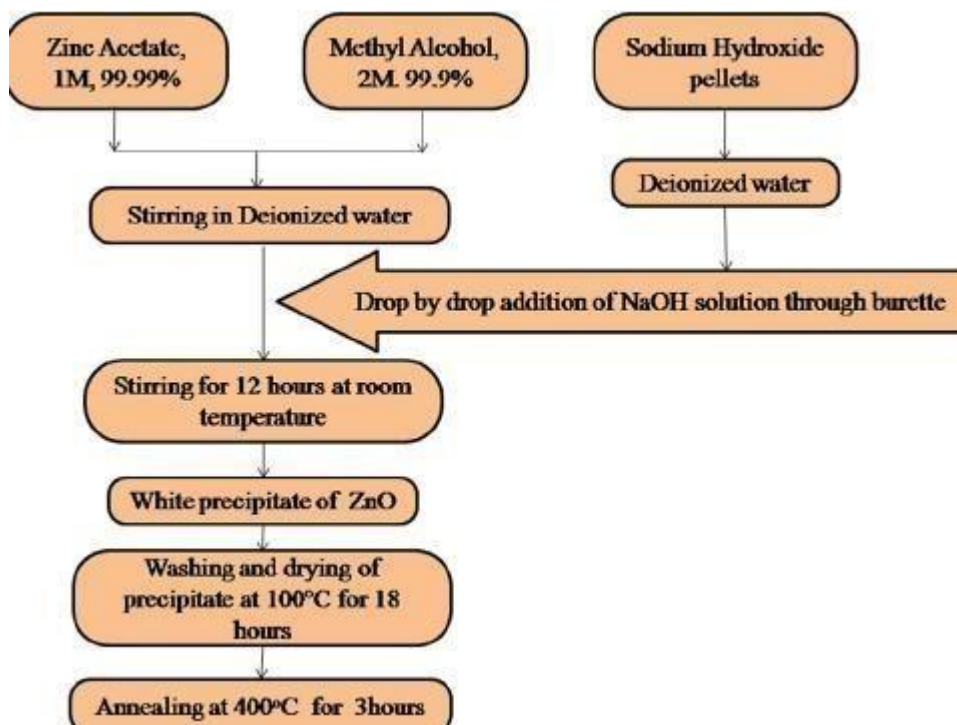 Zinc Acetate,
1M, 99.99%
Methyl Alcohol,
2M. 99.9%
Sodium Hydroxide
pellets
Deionized water
Stirring in Deionized water
Drop by drop addition of NaOH solution through burette
Stirring for 12 hours at room
temperature
White precipitate of ZnO
Washing and drying of
precipitate at 100°C for 18
hours
Annealing at 400°C for 3hours